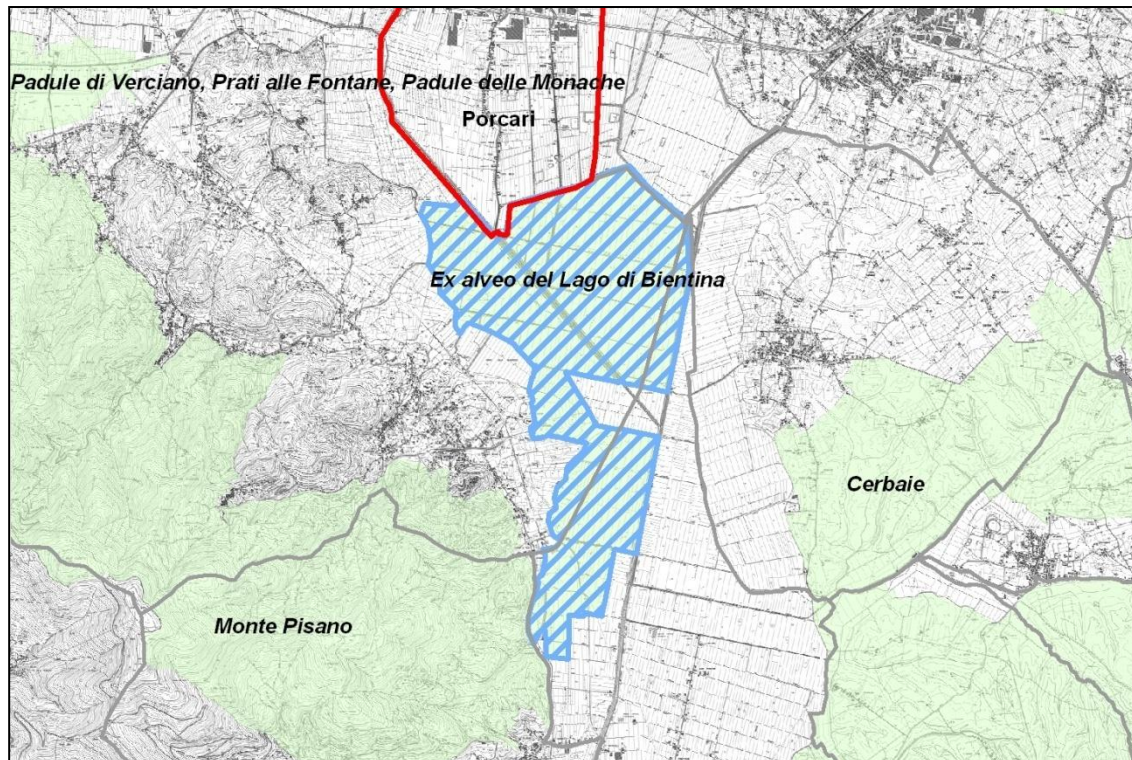 Padule di Verciano, Prati alle Fontane, Padule delle Monache
Porcari
Ex alveo del Lago di Bientina
Cerbaie
Monte Pisano